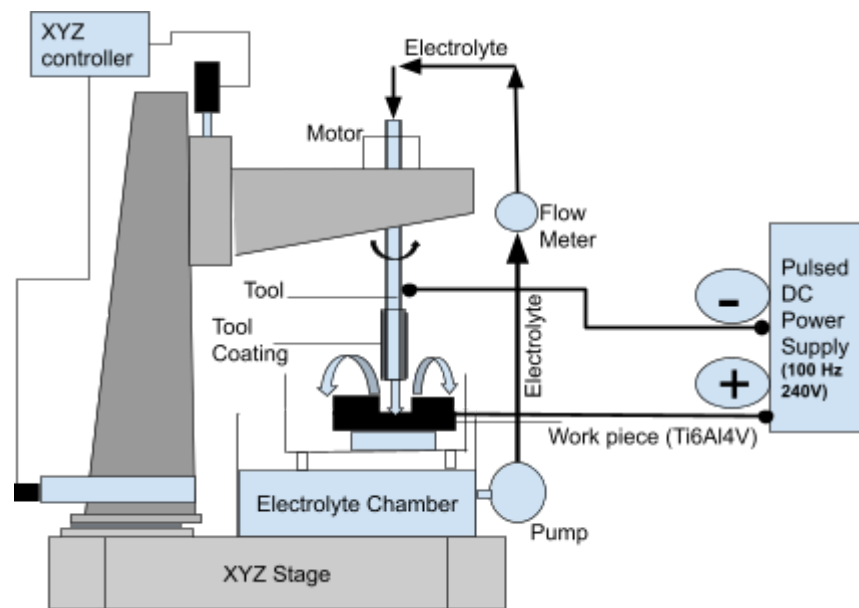 XYZ
controller
Electrolyte
Motor
Flow
Meter
Tool
Tool
Coating
Electrolyte
-
+
Pulsed
DC
Power
Supply
(100 Hz
240V)
Work piece (Ti6Al4V)
Electrolyte Chamber
Pump
XYZ Stage